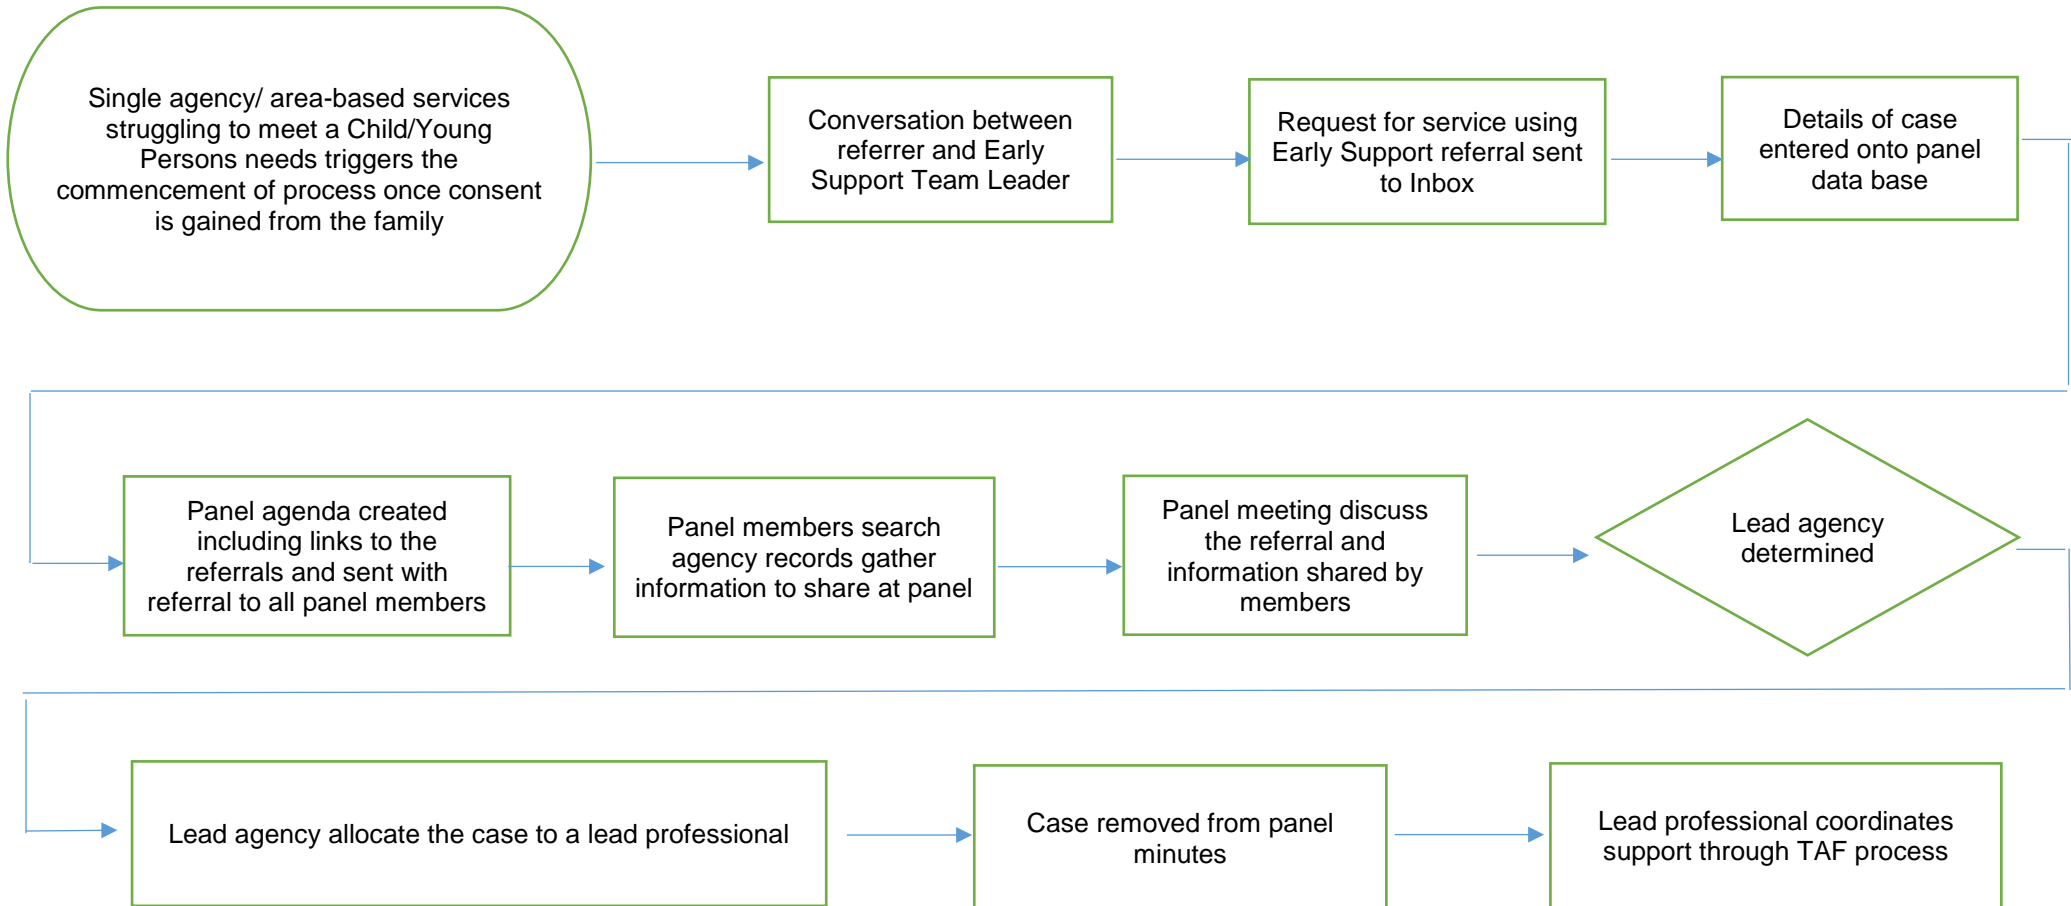 Single agency/ area-based services
struggling to meet a Child/Young
Persons needs triggers the
commencement of process once consent
is gained from the family
Conversation between
referrer and Early
Support Team Leader
Request for service using
Early Support referral sent
to Inbox
Details of case
entered onto panel
data base
Panel agenda created
including links to the
referrals and sent with
referral to all panel members
Panel members search
agency records gather
information to share at panel
Panel meeting discuss
the referral and
information shared by
members
Lead agency
determined
Lead agency allocate the case to a lead professional
Case removed from panel
minutes
Lead professional coordinates
support through TAF process